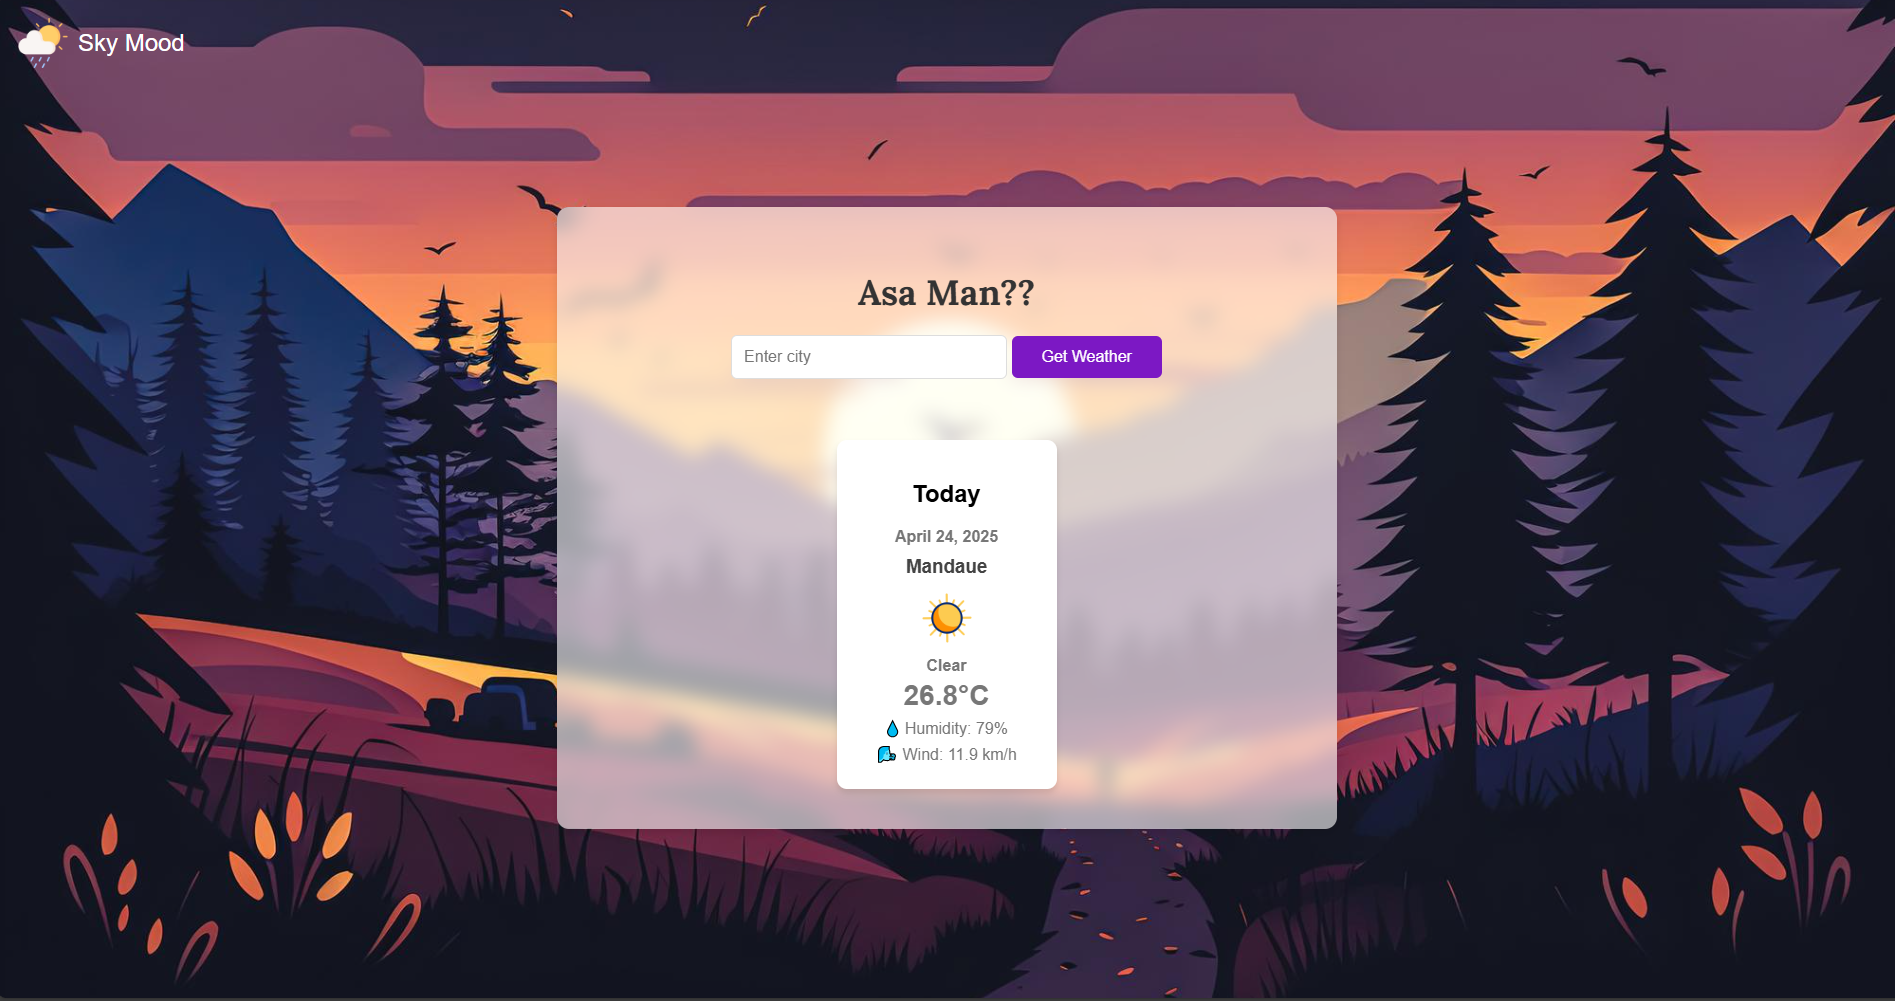 Sky Mood
Asa Man??
Enter city
Get Weather
Today
April 24, 2025
Mandaue
Clear
26.8°C
Humidity: 79%
Wind: 11.9 km/h